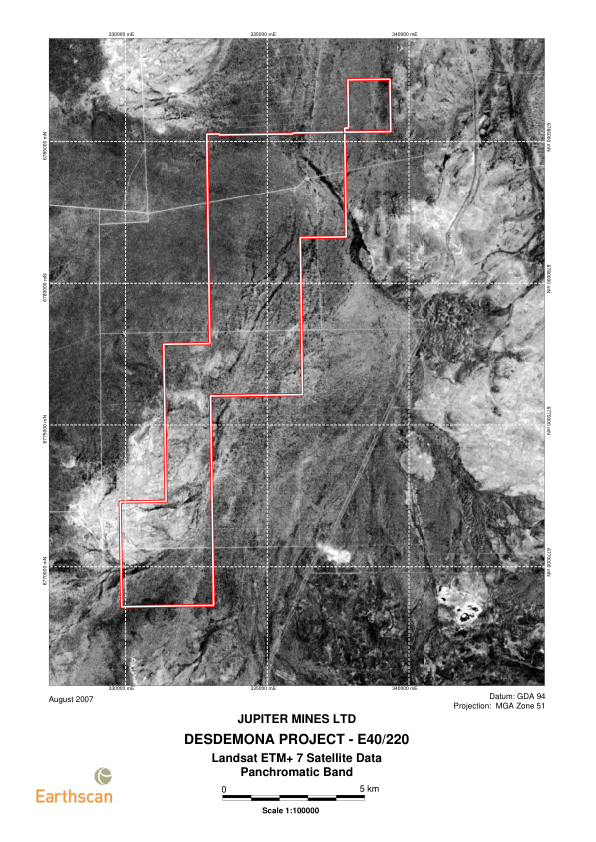 330000 mE 335000 mE 340000 mE
6785000 mN 6785000 mN
6780000 mN 6780000 mN
6775000 mN 6775000 mN
6770000 mN 6770000 mN
330000 mE 335000 mE 340000 mE
August 2007
Datum: GDA 94
Projection: MGA Zone 51
JUPITER MINES LTD
DESDEMONA PROJECT - E40/220
Landsat ETM+ 7 Satellite Data
Panchromatic Band
0 5 km
Scale 1:100000
Earthscan